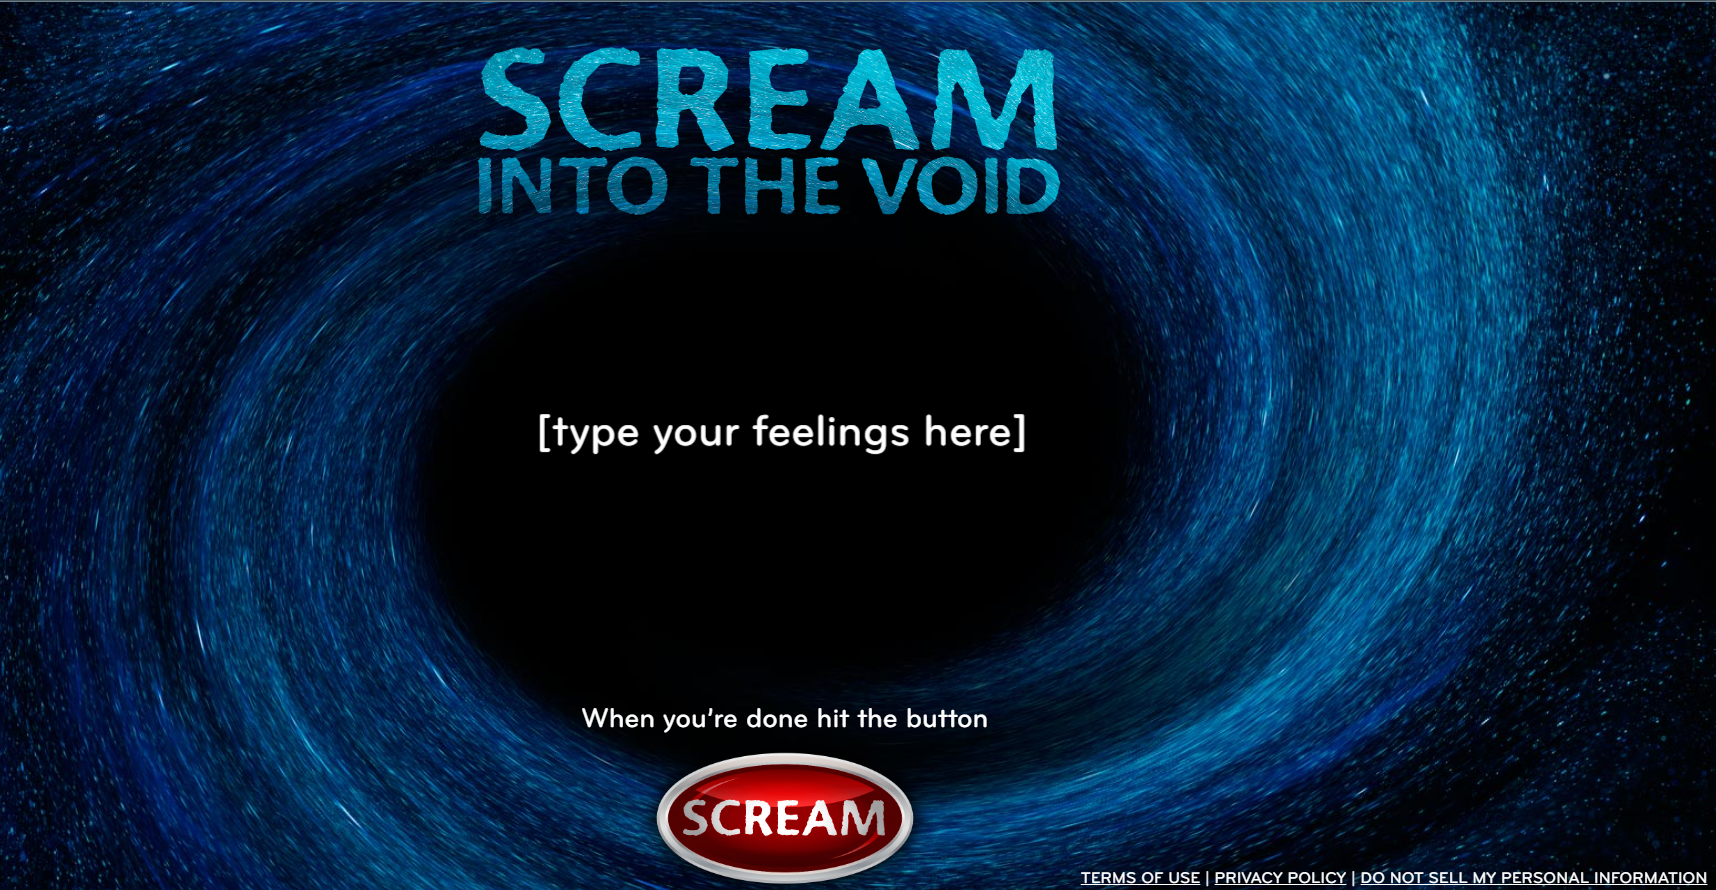 SCREAM
INTO THE VOID
[type your feelings here]
When you're done hit the button
SCREAM
TERMS OF USE | PRIVACY POLICY | DO NOT SELL MY PERSONAL INFORMATION